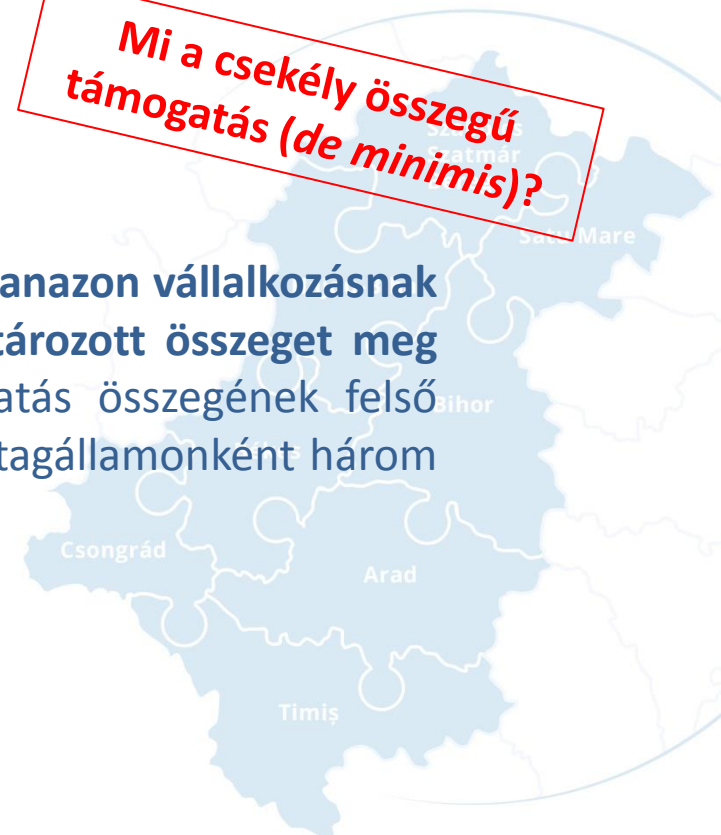 Mi a csekély összegű
támogatás (de minimis)?
Szatmár
Satu Mare
anazon vállalkozásnak
tározott összeget meg
atás összegének felső
Bihor
tagállamonként három
Csongrád
Arad
Timiș